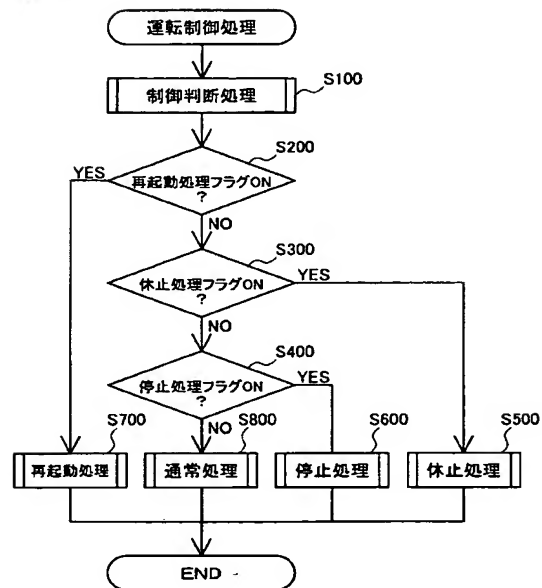 運転制御処理
制御判断処理
S100
S200
YES
再起動処理フラグON
?
NO
S300
休止処理フラグON
?
YES
NO
S400
停止処理フラグON
?
YES
NO
S700
S800
S600
S500
再起動処理
通常処理
停止処理
休止処理
END